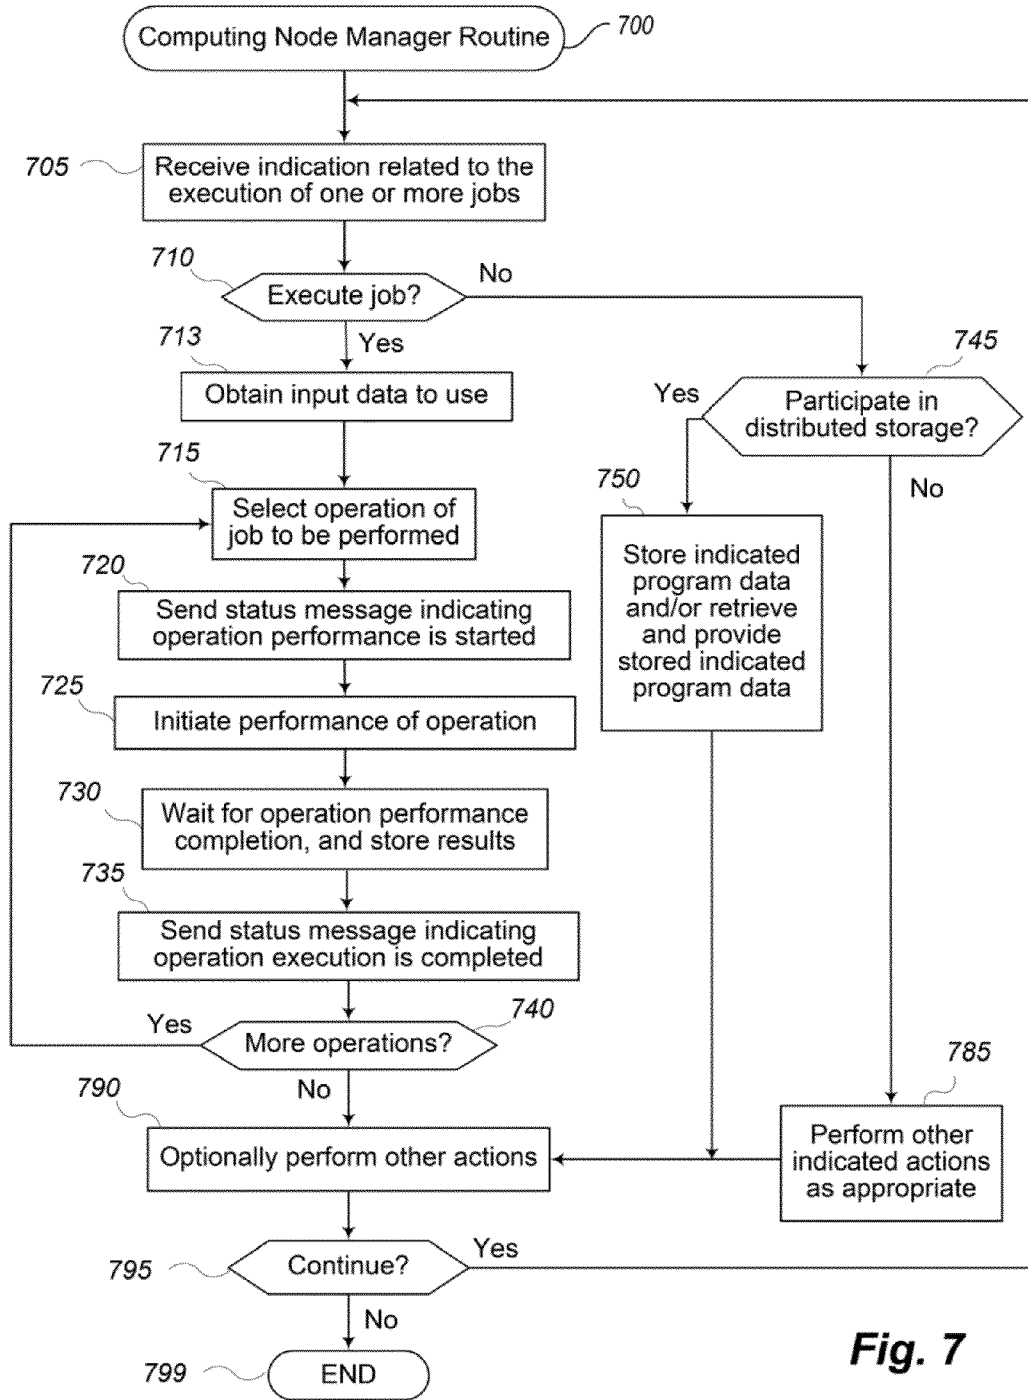 Computing Node Manager Routine
700
705
Receive indication related to the
execution of one or more jobs
710
Execute job?
No
Yes
713
Obtain input data to use
745
Participate in
distributed storage?
Yes
No
715
Select operation of
job to be performed
750
Store indicated
program data
and/or retrieve
and provide
stored indicated
program data
720
Send status message indicating
operation performance is started
725
Initiate performance of operation
730
Wait for operation performance
completion, and store results
735
Send status message indicating
operation execution is completed
740
More operations?
Yes
No
785
Perform other
indicated actions
as appropriate
790
Optionally perform other actions
795
Continue?
Yes
No
799
END
Fig. 7